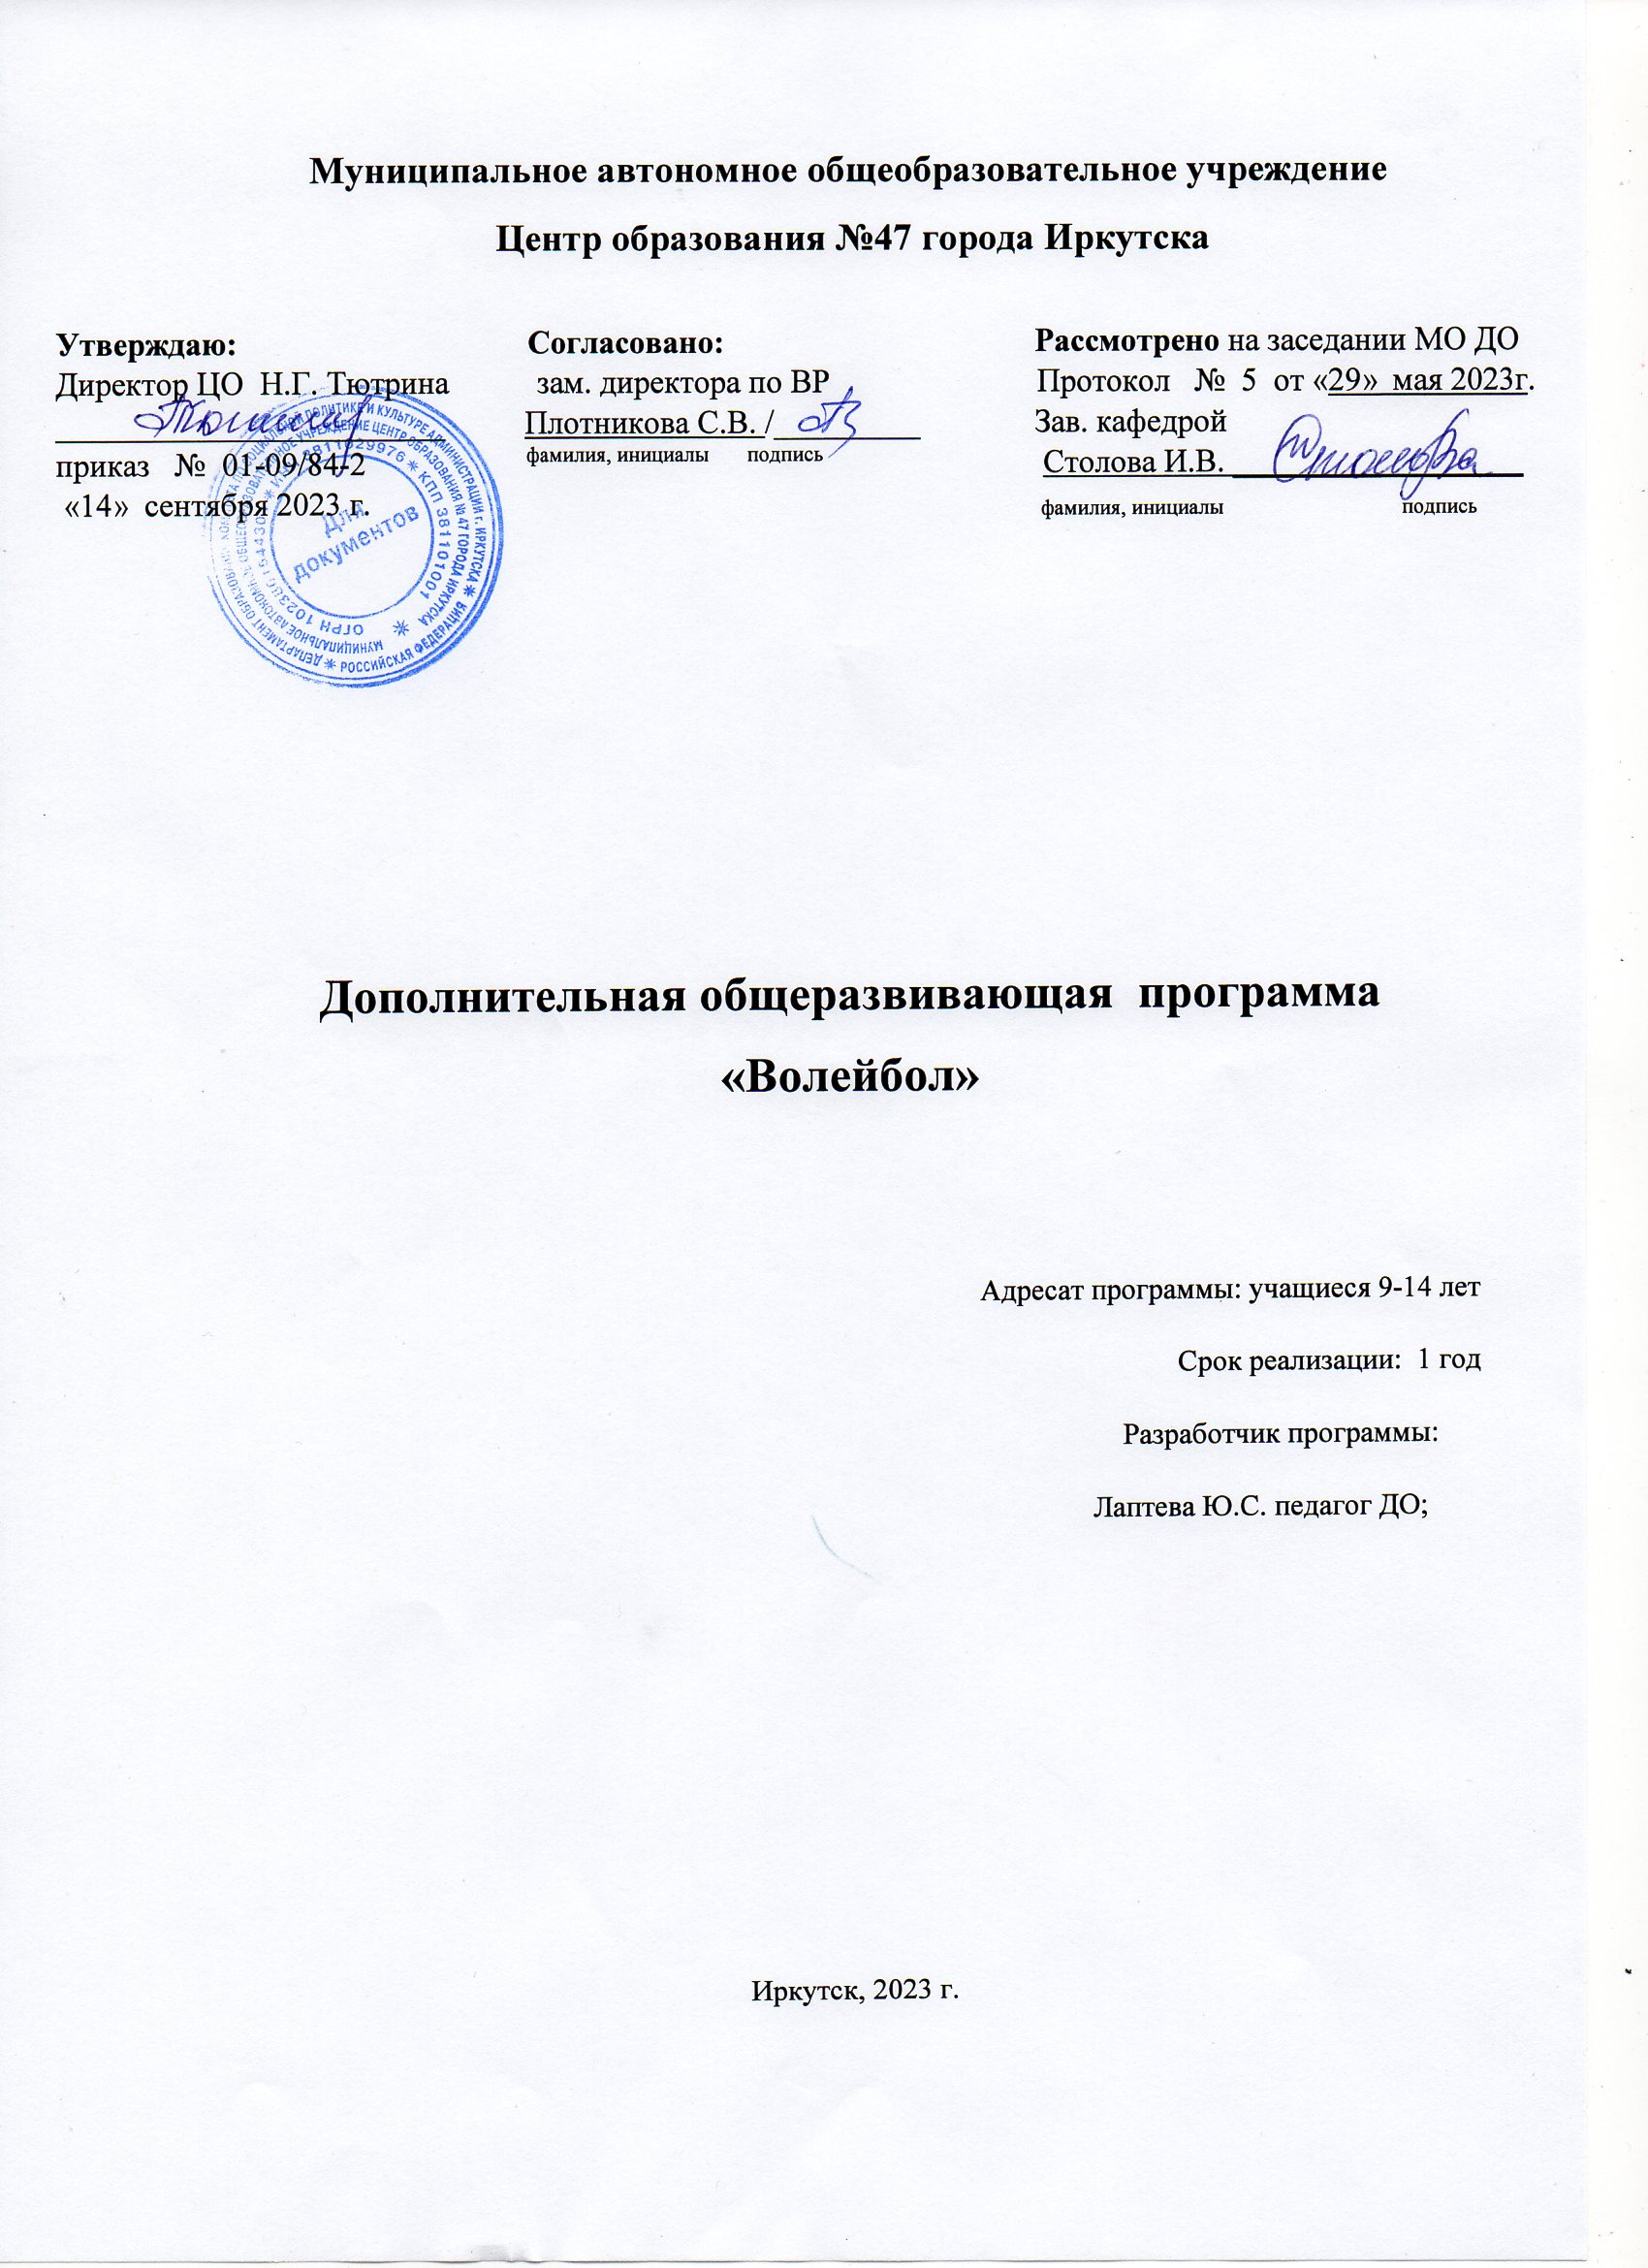 Муниципальное автономное общеобразовательное учреждение
Центр образования №47 города Иркутска
Утверждаю:
Директор ЦО Н.Г. Тютрина
приказ № 01-09/84-2
«14» сентября 2023 г.
Согласовано:
зам. директора по ВР
Плотникова С.В. /
фамилия, инициалы подпись
Рассмотрено на заседании МО ДО
Протокол № 5 от «29» мая 2023г.
Зав. кафедрой
Столова И.В.
фамилия, инициалы подпись
Для
документов
КПП 381101001
ОГРН
РОССИЙСКАЯ ФЕДЕРАЦИЯ
Дополнительная общеразвивающая программа
«Волейбол»
Адресат программы: учащиеся 9-14 лет
Срок реализации: 1 год
Разработчик программы:
Лаптева Ю.С. педагог ДО;
Иркутск, 2023 г.